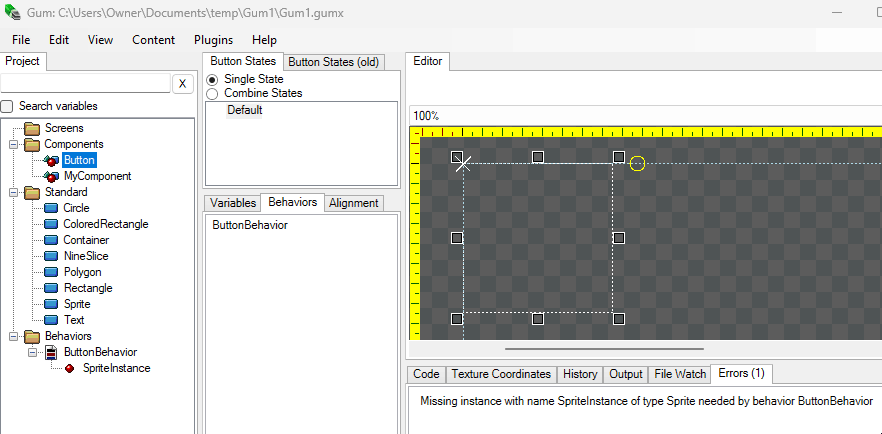 Gum: C:\Users\Owner\Documents\temp\Gum1\Gum1.gumx
File Edit View Content Plugins Help
Project
X
Search variables
Screens
Components
Button
MyComponent
Standard
Circle
ColoredRectangle
Container
NineSlice
Polygon
Rectangle
Sprite
Text
Behaviors
ButtonBehavior
SpriteInstance
Button States Button States (old)
Single State
Combine States
Default
Variables Behaviors Alignment
ButtonBehavior
Editor
100%
Code Texture Coordinates History Output File Watch Errors (1)
Missing instance with name SpriteInstance of type Sprite needed by behavior ButtonBehavior